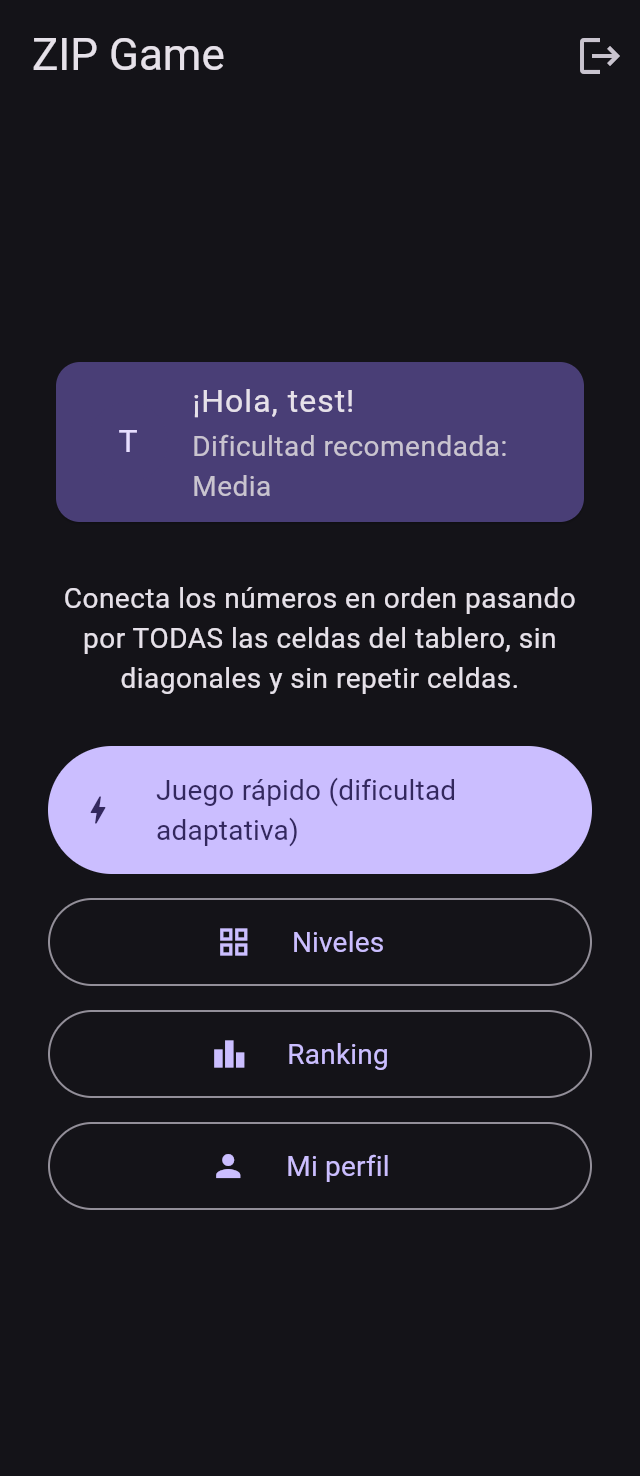 ZIP Game
T
¡Hola, test!
Dificultad recomendada:
Media
Conecta los números en orden pasando
por TODAS las celdas del tablero, sin
diagonales y sin repetir celdas.
Juego rápido (dificultad
adaptativa)
Niveles
Ranking
Mi perfil